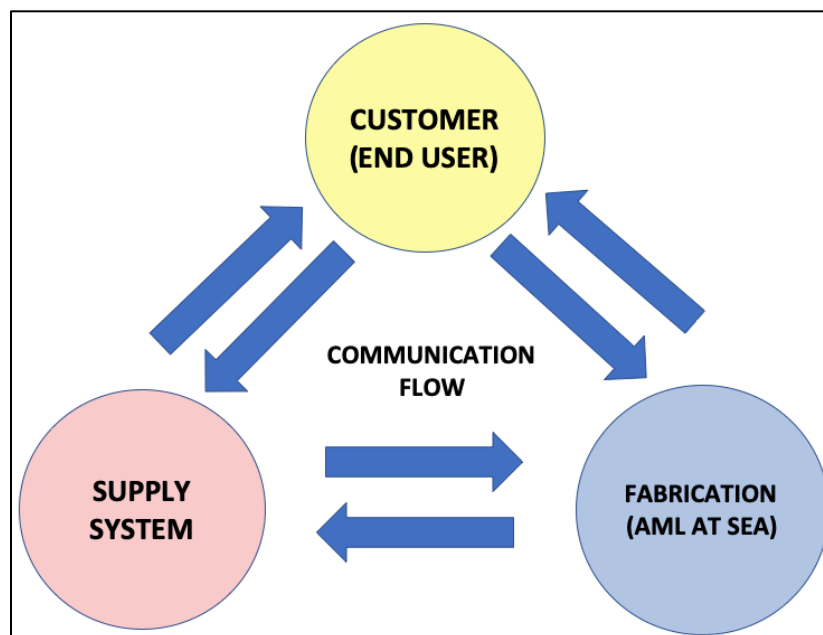 CUSTOMER
(END USER)
COMMUNICATION
FLOW
SUPPLY
SYSTEM
FABRICATION
(AML AT SEA)